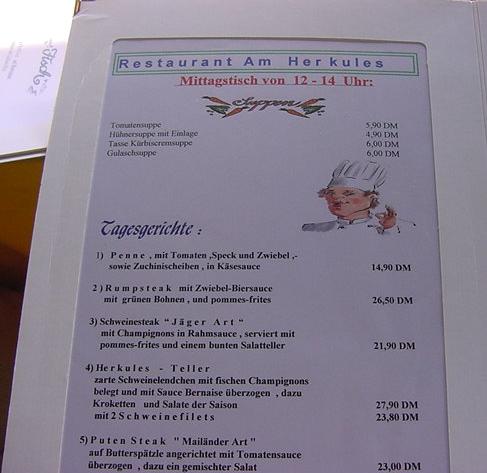 Restaurant Am Herkules
Mittagstisch von 12 - 14 Uhr:
Suppen
Tomatensuppe 5,90 DM
Hühnersuppe mit Einlage 4,90 DM
Tasse Kürbiscremsuppe 6,00 DM
Gulaschsuppe 6,00 DM
Tagesgerichte :
1) Penne , mit Tomaten ,Speck und Zwiebel ,-
sowie Zuchinischeiben , in Käsesauce 14,90 DM
2 ) Rumpsteak mit Zwiebel-Biersauce
mit grünen Bohnen , und pommes-frites 26,50 DM
3) Schweinesteak “ Jäger Art “
mit Champignons in Rahmsauce , serviert mit
pommes-frites und einem bunten Salatteller 21,90 DM
4) Herkules - Teller
zarte Schweinelendchen mit fischen Champignons
belegt und mit Sauce Bernaise überzogen , dazu
Kroketten und Salate der Saison 27,90 DM
mit 2 Schweinefilets 23,80 DM
5) Puten Steak " Mailänder Art "
auf Butterspätzle angerichtet mit Tomatensauce
überzogen , dazu ein gemischter Salat 23,00 DM